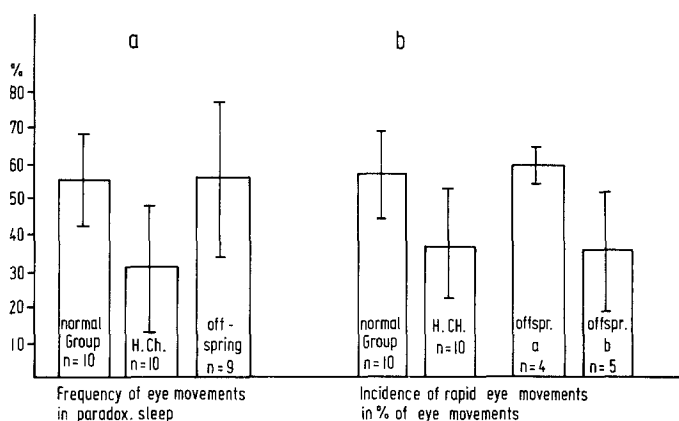 a
b
%
80
70
60
50
40
30
20
10
normal
Group
n=10
H.Ch.
n=10
off-
spring
n=9
normal
Group
n=10
H. CH.
n=10
offspr.
a
n=4
offspr.
b
n=5
Frequency of eye movements
in paradox. sleep
Incidence of rapid eye movements
in % of eye movements